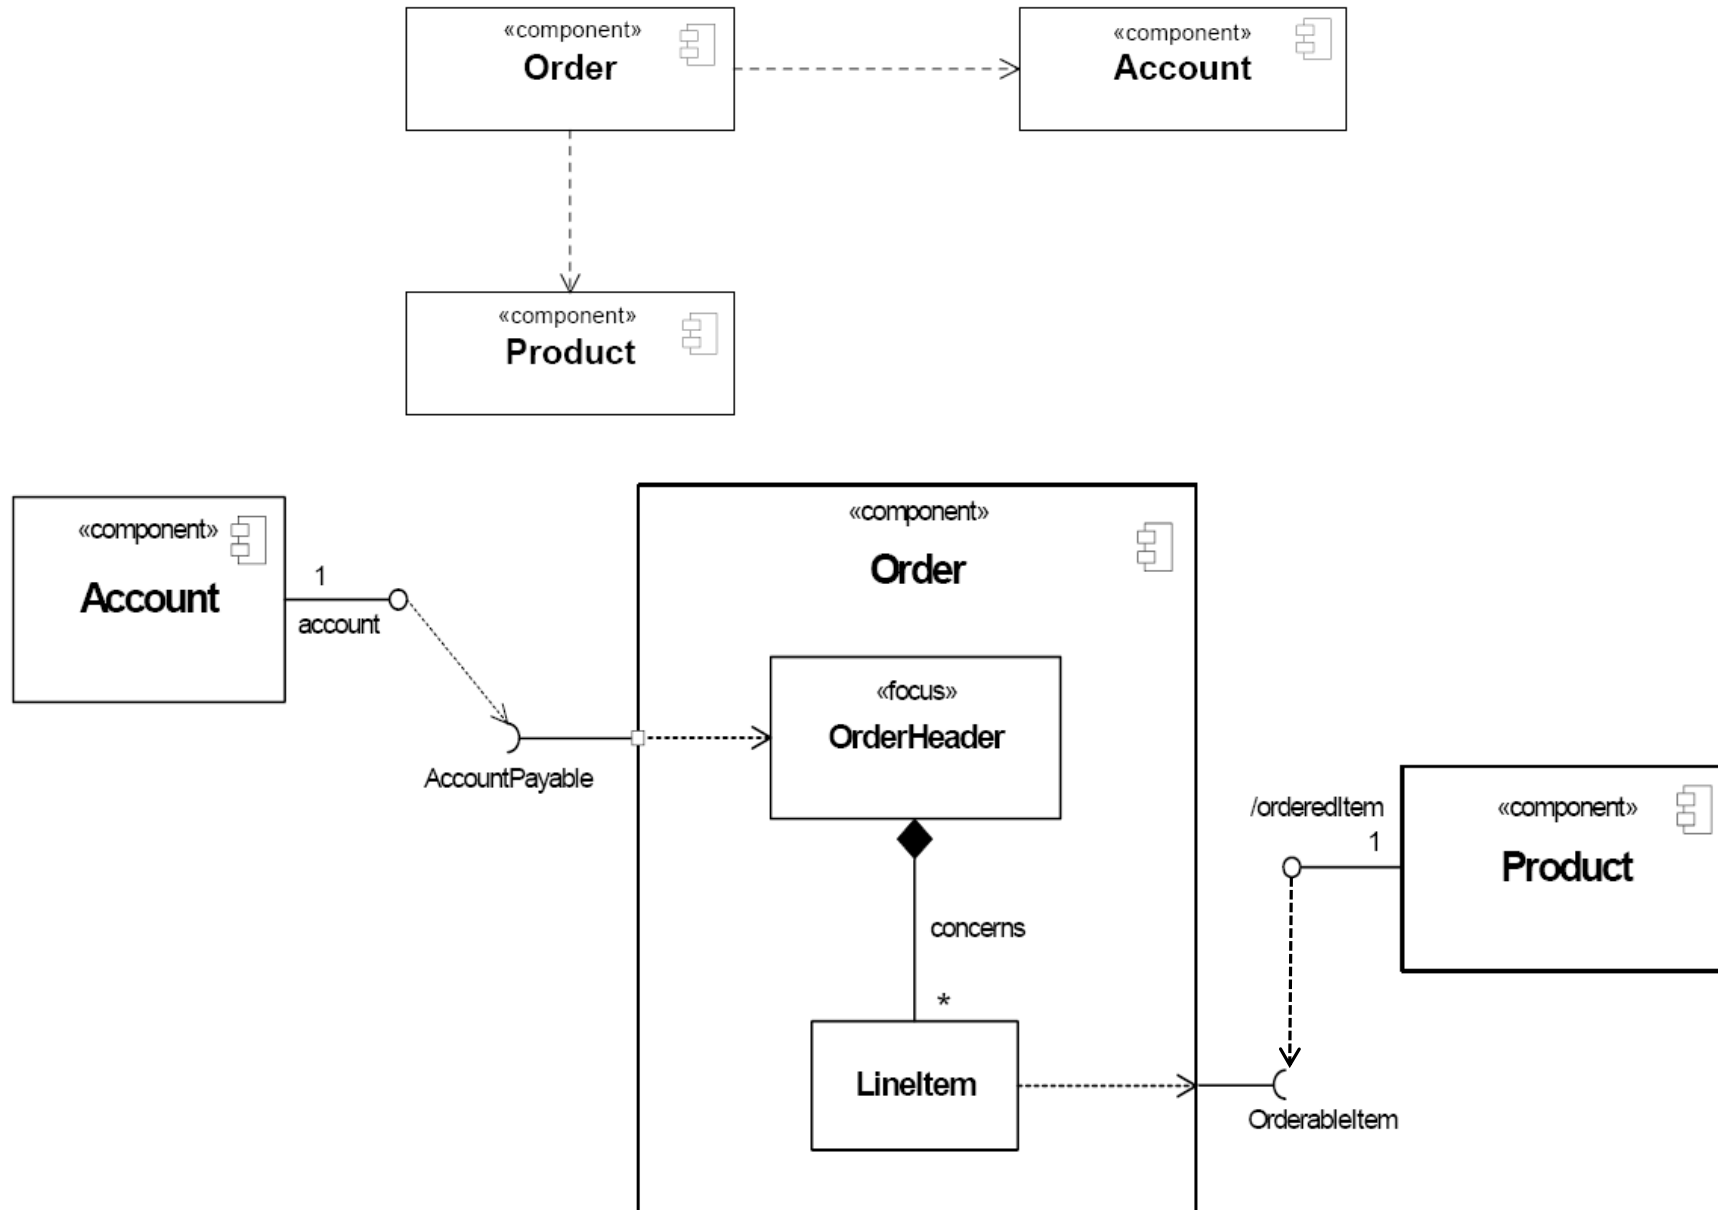 «component»
Order
«component»
Account
«component»
Product
«component»
Account
1
account
AccountPayable
«component»
Order
«focus»
OrderHeader
concerns
*
LineItem
/orderedItem
1
«component»
Product
OrderableItem